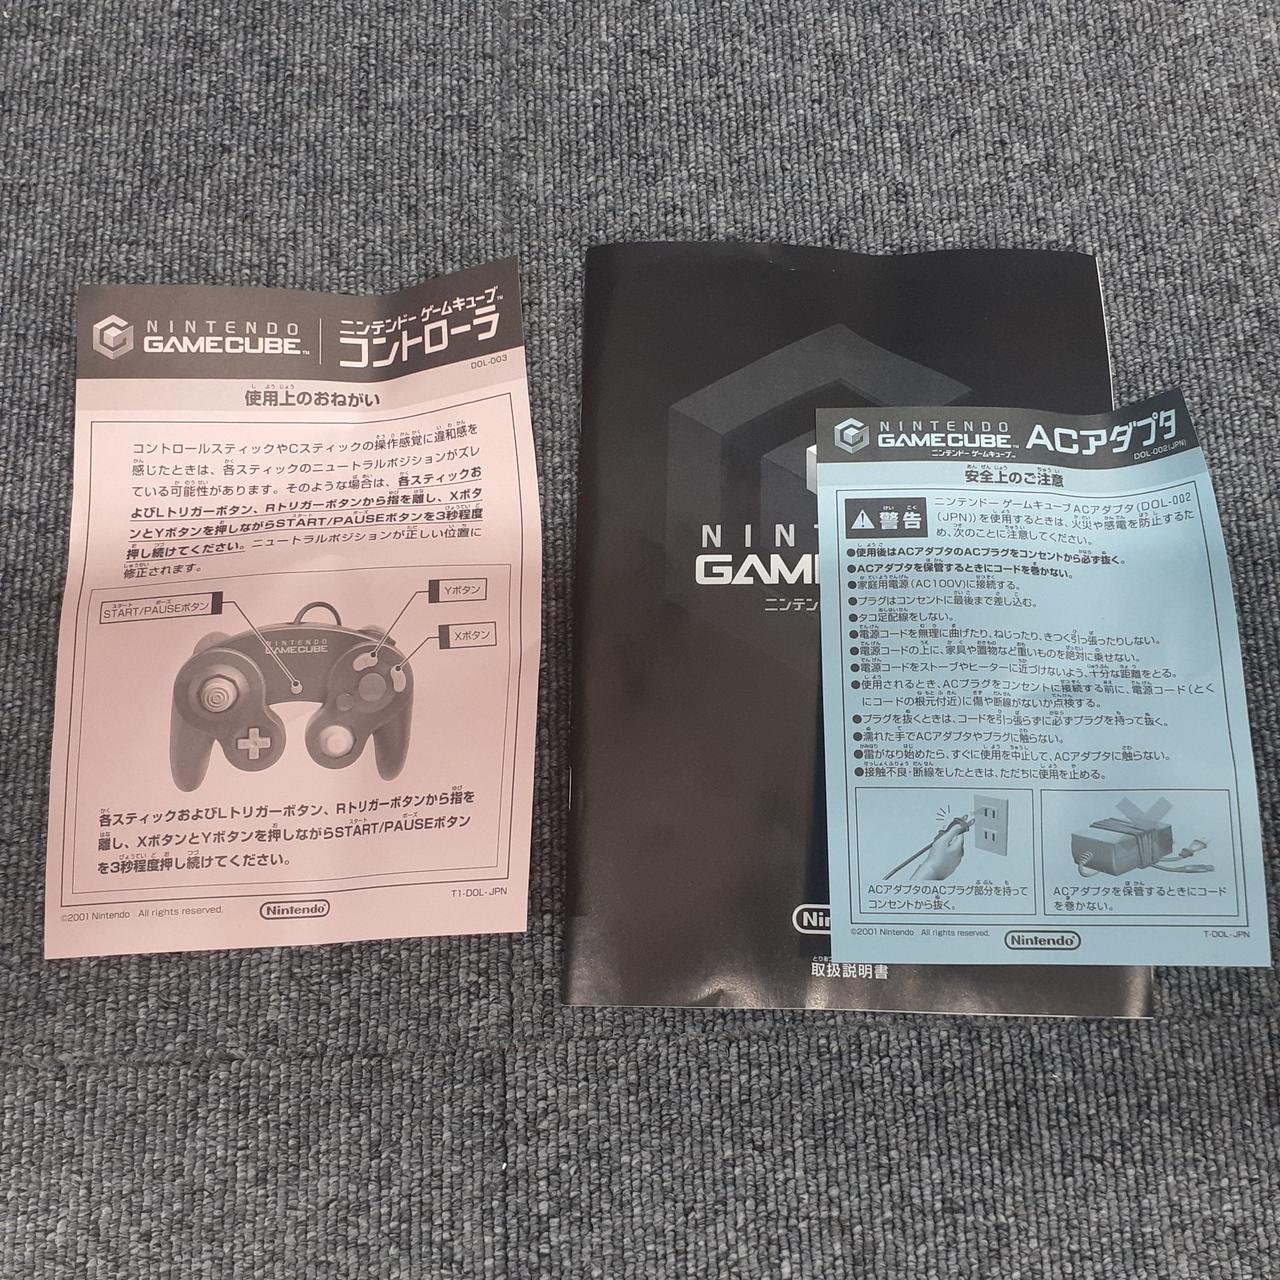 NINTENDO
GAMECUBE™
ニンテンドー ゲームキューブ™
コントローラ
DOL-003
使用上のおねがい
コントロールスティックやCスティックの操作感覚に違和感を
感じたときは、各スティックのニュートラルポジションがズレ
ている可能性があります。そのような場合は、各スティックお
よびLトリガーボタン、Rトリガーボタンから指を離し、Xボタ
ンとYボタンを押しながらSTART/PAUSEボタンを3秒程度
押し続けてください。ニュートラルポジションが正しい位置に
修正されます。
START/PAUSEボタン
Yボタン
Xボタン
NINTENDO
GAMECUBE
各スティックおよびLトリガーボタン、Rトリガーボタンから指を
離し、XボタンとYボタンを押しながらSTART/PAUSEボタン
を3秒程度押し続けてください。
T1-DOL-JPN
©2001 Nintendo All rights reserved.
Nintendo
NIN
GAM
ニンテン
Nin
取扱説明書
NINTENDO
GAMECUBE™
ニンテンドー ゲームキューブ™
ACアダプタ
DOL-002(JPN)
安全上のご注意
警告
ニンテンドー ゲームキューブACアダプタ(DOL-002
(JPN))を使用するときは、火災や感電を防止するた
め、次のことに注意してください。
●使用後はACアダプタのACプラグをコンセントから必ず抜く。
●ACアダプタを保管するときにコードを巻かない。
●家庭用電源(AC100V)に接続する。
●プラグはコンセントに最後まで差し込む。
●タコ足配線をしない。
●電源コードを無理に曲げたり、ねじったり、きつく引っ張ったりしない。
●電源コードの上に、家具や置物など重いものを絶対に乗せない。
●電源コードをストーブやヒーターに近づけないよう、十分な距離をとる。
●使用されるとき、ACプラグをコンセントに接続する前に、電源コード(とく
にコードの根元付近)に傷や断線がないか点検する。
●プラグを抜くときは、コードを引っ張らずに必ずプラグを持って抜く。
●濡れた手でACアダプタやプラグに触らない。
●雷がなり始めたら、すぐに使用を中止して、ACアダプタに触らない。
●接触不良・断線をしたときは、ただちに使用を止める。
ACアダプタのACプラグ部分を持って
コンセントから抜く。
ACアダプタを保管するときにコード
を巻かない。
©2001 Nintendo All rights reserved.
Nintendo
T-DOL-JPN